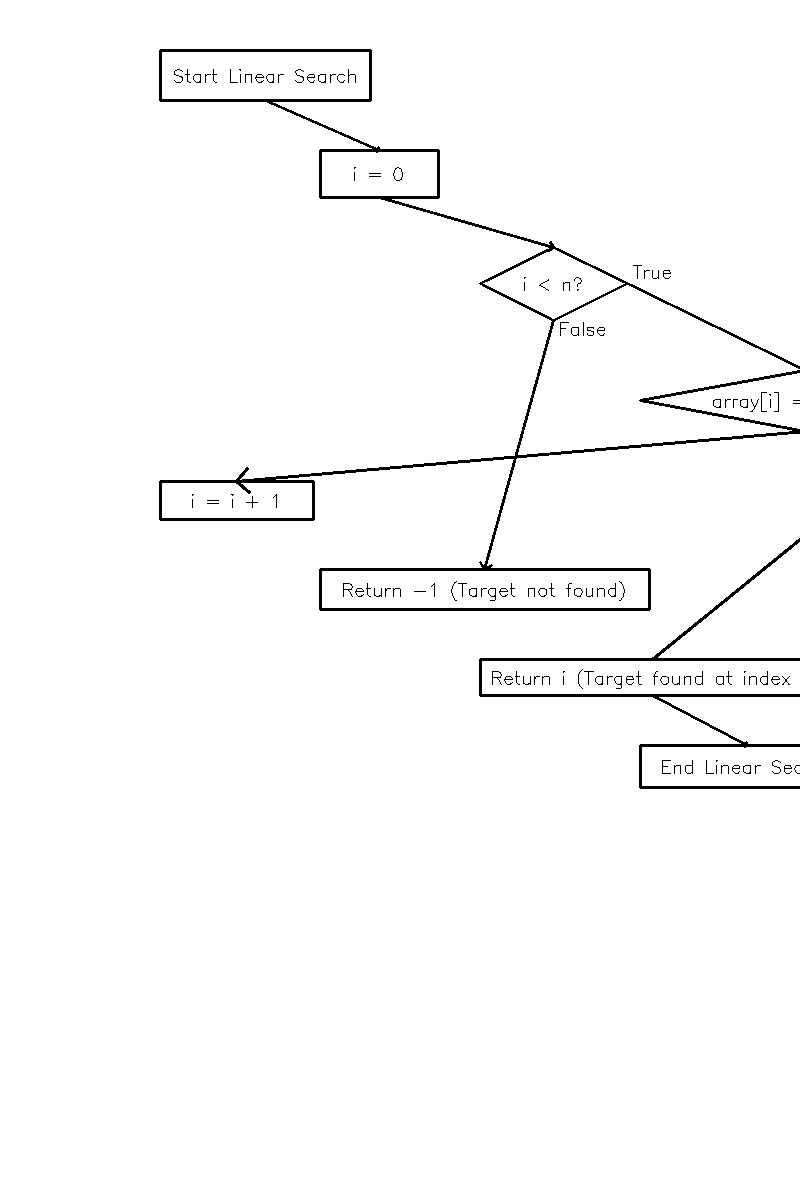 Start Linear Search
i = 0
True
i < n?
False
array[i] =
i = i + 1
Return -1 (Target not found)
Return i (Target found at index
End Linear